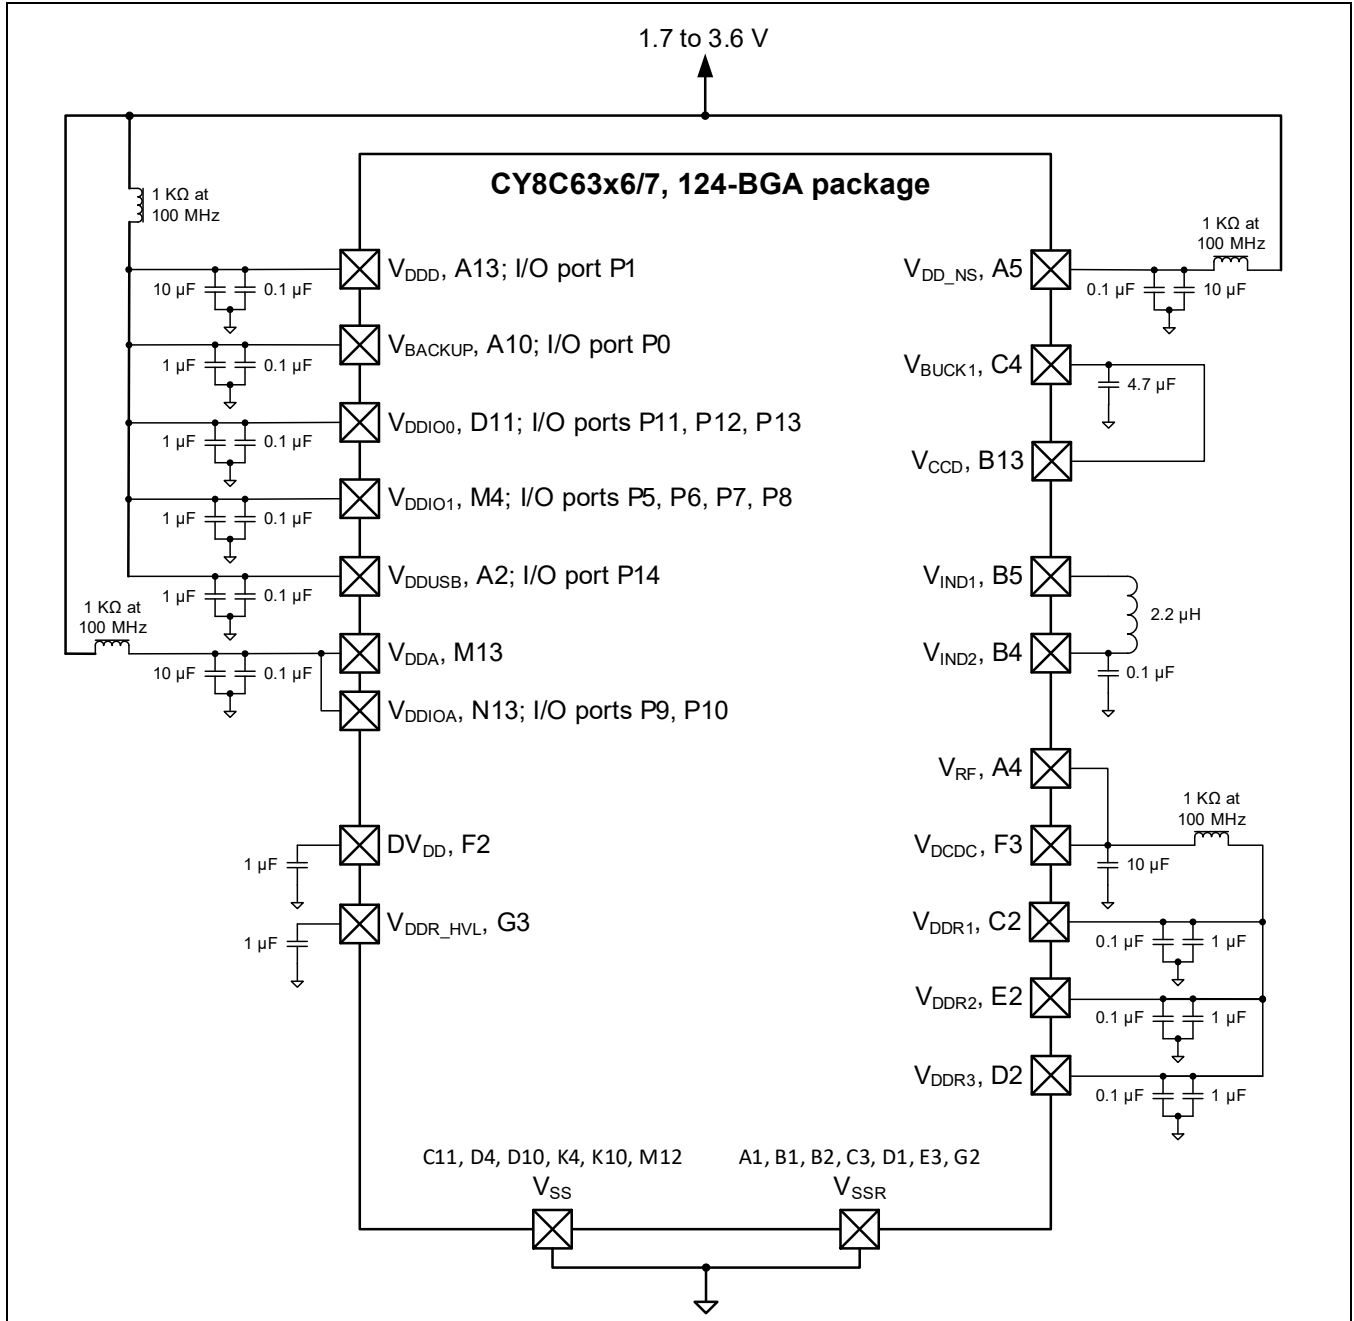 1.7 to 3.6 V
CY8C63x6/7, 124-BGA package
1 KΩ at
100 MHz
VDDD, A13; I/O port P1
10 µF
0.1 µF
VBACKUP, A10; I/O port P0
1 µF
0.1 µF
VDDIO0, D11; I/O ports P11, P12, P13
1 µF
0.1 µF
VDDIO1, M4; I/O ports P5, P6, P7, P8
1 µF
0.1 µF
VDDUSB, A2; I/O port P14
1 µF
0.1 µF
1 KΩ at
100 MHz
VDDA, M13
10 µF
0.1 µF
VDDIOA, N13; I/O ports P9, P10
DVDD, F2
1 µF
VDDR_HVL, G3
1 µF
VDD_NS, A5
1 KΩ at
100 MHz
0.1 µF
10 µF
VBUCK1, C4
4.7 µF
VCCD, B13
VIND1, B5
2.2 µH
VIND2, B4
0.1 µF
VRF, A4
1 KΩ at
100 MHz
VDCDC, F3
10 µF
VDDR1, C2
0.1 µF
1 µF
VDDR2, E2
0.1 µF
1 µF
VDDR3, D2
0.1 µF
1 µF
C11, D4, D10, K4, K10, M12
VSS
A1, B1, B2, C3, D1, E3, G2
VSSR